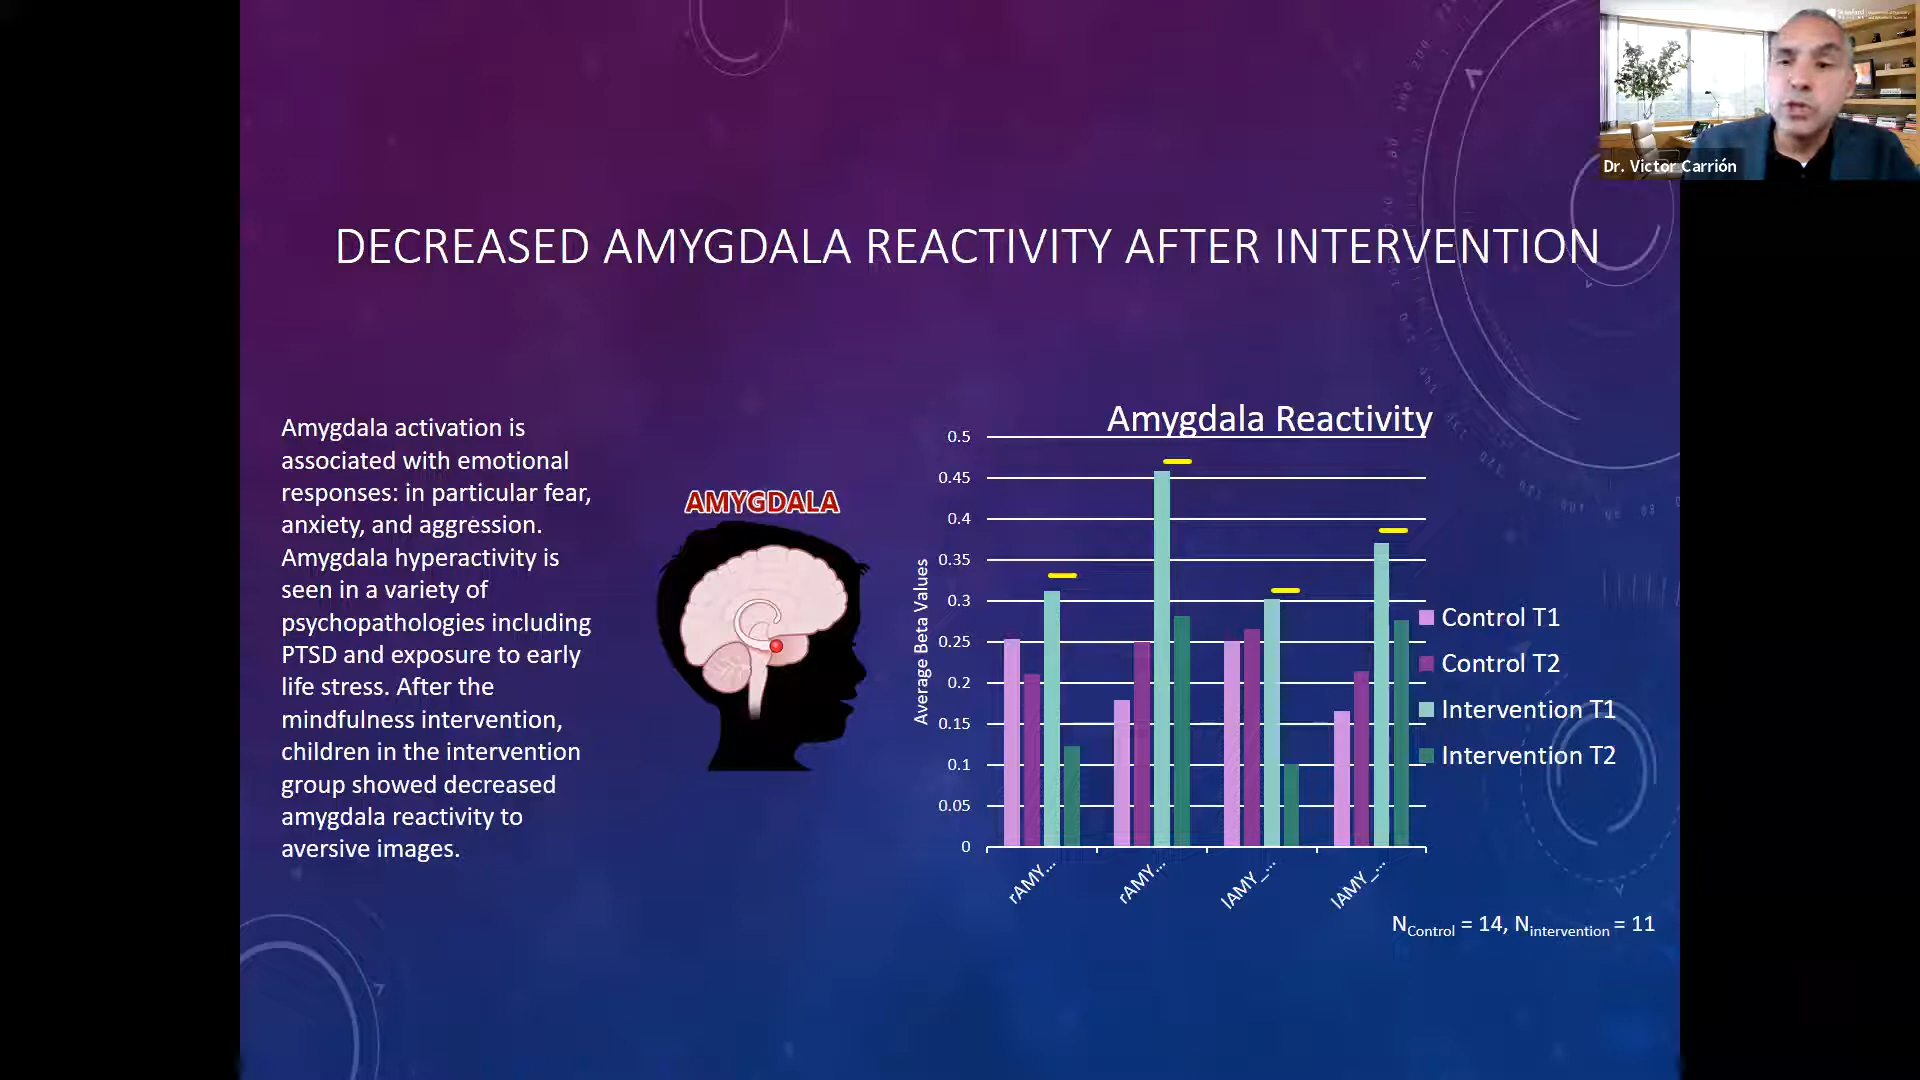 Stanford
Dr. Victor Carrión
DECREASED AMYGDALA REACTIVITY AFTER INTERVENTION
Amygdala activation is
associated with emotional
responses: in particular fear,
anxiety, and aggression.
Amygdala hyperactivity is
seen in a variety of
psychopathologies including
PTSD and exposure to early
life stress. After the
mindfulness intervention,
children in the intervention
group showed decreased
amygdala reactivity to
aversive images.
AMYGDALA
Amygdala Reactivity
Average Beta Values
0.5
0.45
0.4
0.35
0.3
0.25
0.2
0.15
0.1
0.05
0
rAMY...
rAMY...
lAMY_...
lAMY_...
Control T1
Control T2
Intervention T1
Intervention T2
NControl = 14, Nintervention = 11